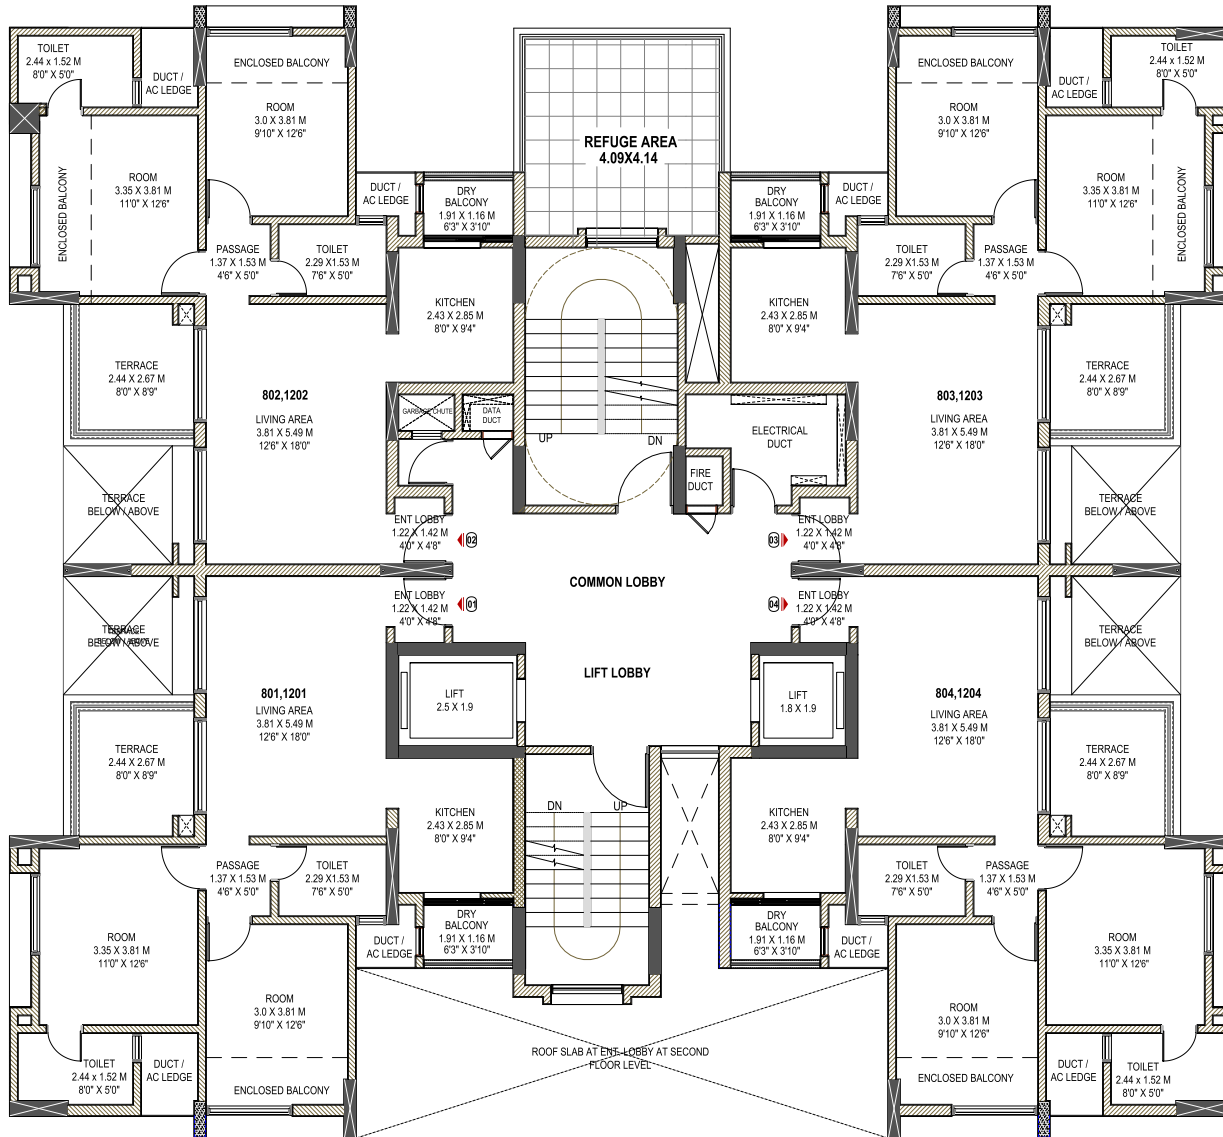 TOILET
2.44 x 1.52 M
8'0" X 5'0"
DUCT /
AC LEDGE
ENCLOSED BALCONY
ROOM
3.0 X 3.81 M
9'10" X 12'6"
ROOM
3.35 X 3.81 M
11'0" X 12'6"
ENCLOSED BALCONY
DUCT /
AC LEDGE
DRY
BALCONY
1.91 X 1.16 M
6'3" X 3'10"
REFUGE AREA
4.09X4.14
PASSAGE
1.37 X 1.53 M
4'6" X 5'0"
TOILET
2.29 X1.53 M
7'6" X 5'0"
KITCHEN
2.43 X 2.85 M
8'0" X 9'4"
TERRACE
2.44 X 2.67 M
8'0" X 8'9"
802,1202
LIVING AREA
3.81 X 5.49 M
12'6" X 18'0"
GARBAGE CHUTE
DATA
DUCT
UP
DN
TERRACE
BELOW / ABOVE
ENT LOBBY
1.22 X 1.42 M
4'0" X 4'8"
02
ENCLOSED BALCONY
ROOM
3.0 X 3.81 M
9'10" X 12'6"
DUCT /
AC LEDGE
TOILET
2.44 x 1.52 M
8'0" X 5'0"
ROOM
3.35 X 3.81 M
11'0" X 12'6"
ENCLOSED BALCONY
DRY
BALCONY
1.91 X 1.16 M
6'3" X 3'10"
DUCT /
AC LEDGE
TOILET
2.29 X1.53 M
7'6" X 5'0"
PASSAGE
1.37 X 1.53 M
4'6" X 5'0"
KITCHEN
2.43 X 2.85 M
8'0" X 9'4"
TERRACE
2.44 X 2.67 M
8'0" X 8'9"
803,1203
LIVING AREA
3.81 X 5.49 M
12'6" X 18'0"
ELECTRICAL
DUCT
FIRE
DUCT
ENT LOBBY
1.22 X 1.42 M
4'0" X 4'8"
03
TERRACE
BELOW / ABOVE
COMMON LOBBY
LIFT LOBBY
ENT LOBBY
1.22 X 1.42 M
4'0" X 4'8"
01
TERRACE
BELOW / ABOVE
801,1201
LIVING AREA
3.81 X 5.49 M
12'6" X 18'0"
LIFT
2.5 X 1.9
TERRACE
2.44 X 2.67 M
8'0" X 8'9"
DN
UP
KITCHEN
2.43 X 2.85 M
8'0" X 9'4"
PASSAGE
1.37 X 1.53 M
4'6" X 5'0"
TOILET
2.29 X1.53 M
7'6" X 5'0"
DRY
BALCONY
1.91 X 1.16 M
6'3" X 3'10"
DUCT /
AC LEDGE
ROOM
3.35 X 3.81 M
11'0" X 12'6"
ROOM
3.0 X 3.81 M
9'10" X 12'6"
TOILET
2.44 x 1.52 M
8'0" X 5'0"
DUCT /
AC LEDGE
ENCLOSED BALCONY
ENT LOBBY
1.22 X 1.42 M
4'0" X 4'8"
04
TERRACE
BELOW / ABOVE
LIFT
1.8 X 1.9
804,1204
LIVING AREA
3.81 X 5.49 M
12'6" X 18'0"
TERRACE
2.44 X 2.67 M
8'0" X 8'9"
KITCHEN
2.43 X 2.85 M
8'0" X 9'4"
TOILET
2.29 X1.53 M
7'6" X 5'0"
PASSAGE
1.37 X 1.53 M
4'6" X 5'0"
DRY
BALCONY
1.91 X 1.16 M
6'3" X 3'10"
DUCT /
AC LEDGE
ROOM
3.35 X 3.81 M
11'0" X 12'6"
ROOM
3.0 X 3.81 M
9'10" X 12'6"
ENCLOSED BALCONY
DUCT /
AC LEDGE
TOILET
2.44 x 1.52 M
8'0" X 5'0"
ROOF SLAB AT ENT. LOBBY AT SECOND
FLOOR LEVEL